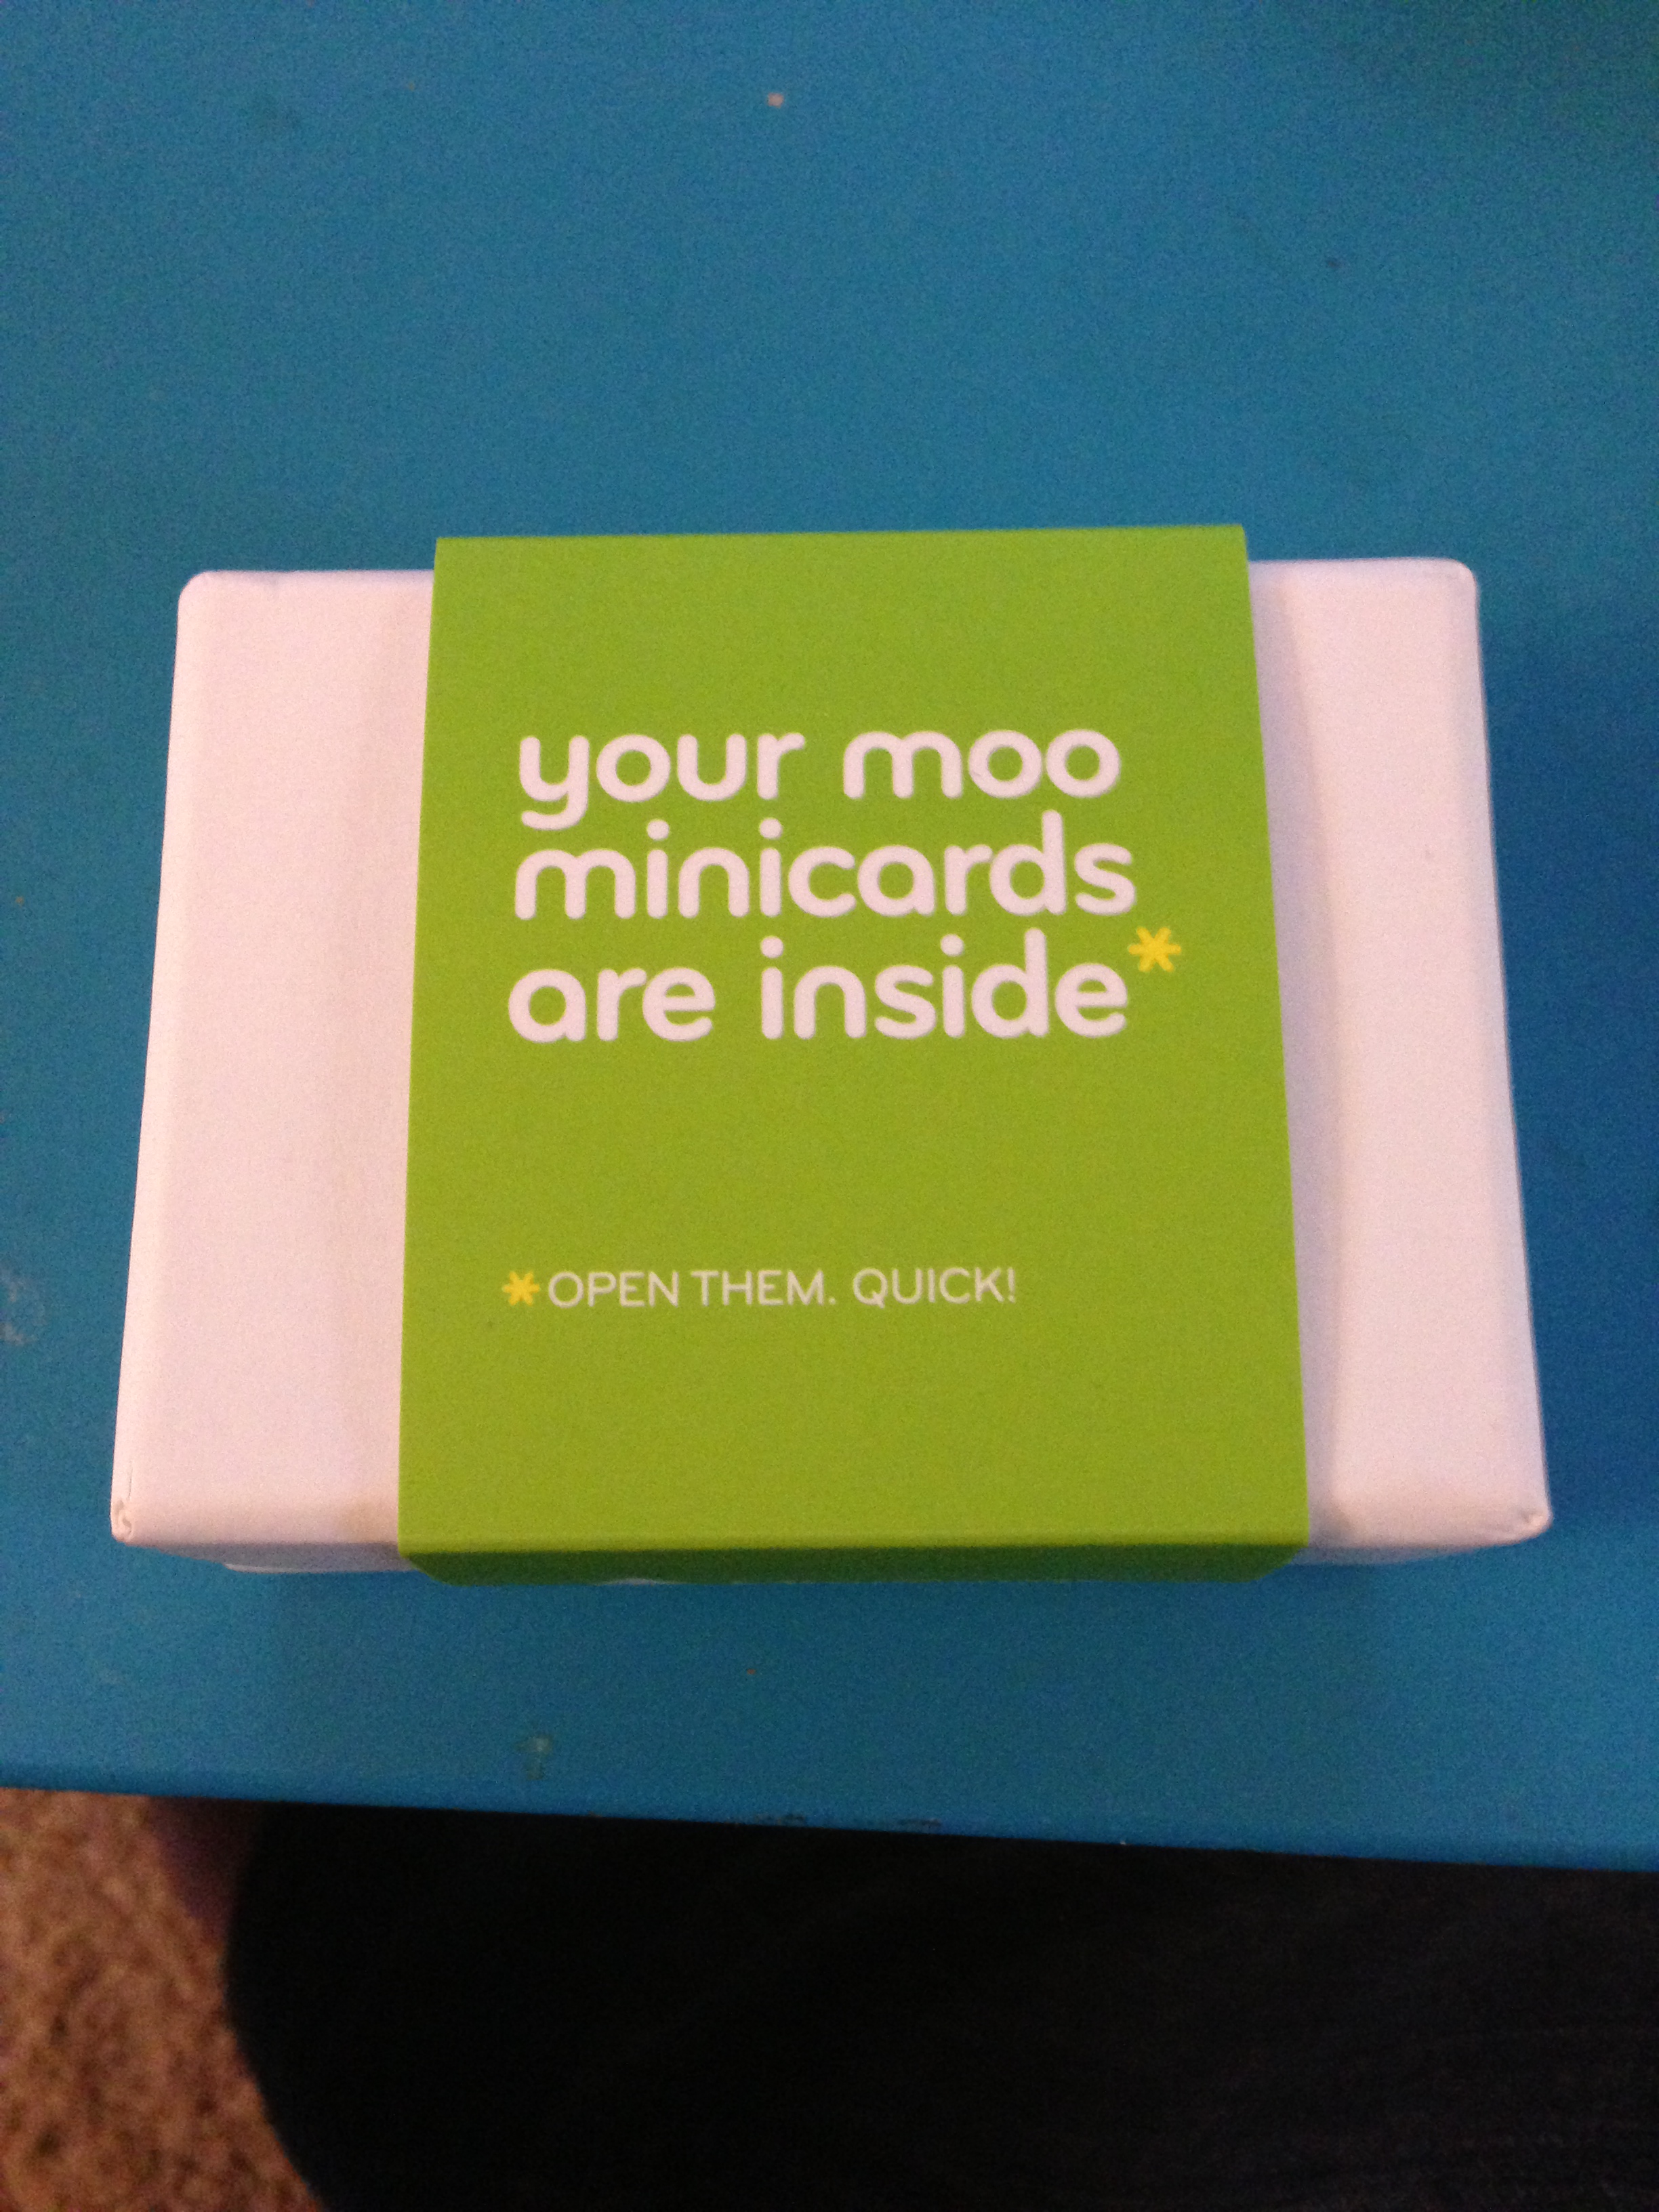 your moo
minicards
are inside*
*OPEN THEM. QUICK!